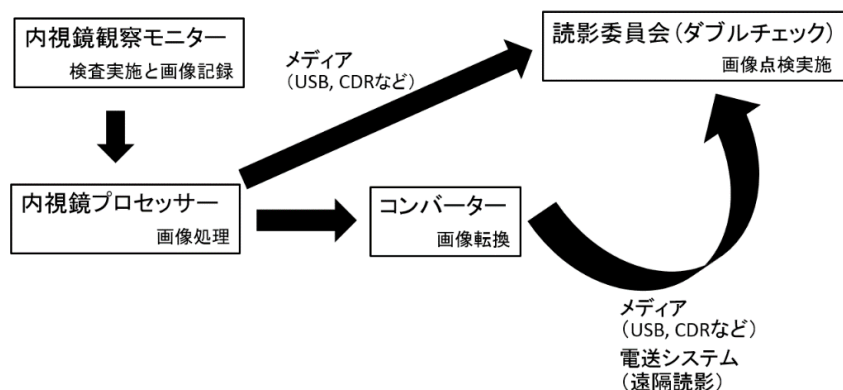 内視鏡観察モニター
検査実施と画像記録
メディア
（USB, CDRなど）
読影委員会（ダブルチェック）
画像点検実施
内視鏡プロセッサー
画像処理
コンバーター
画像転換
メディア
（USB, CDRなど）
電送システム
（遠隔読影）